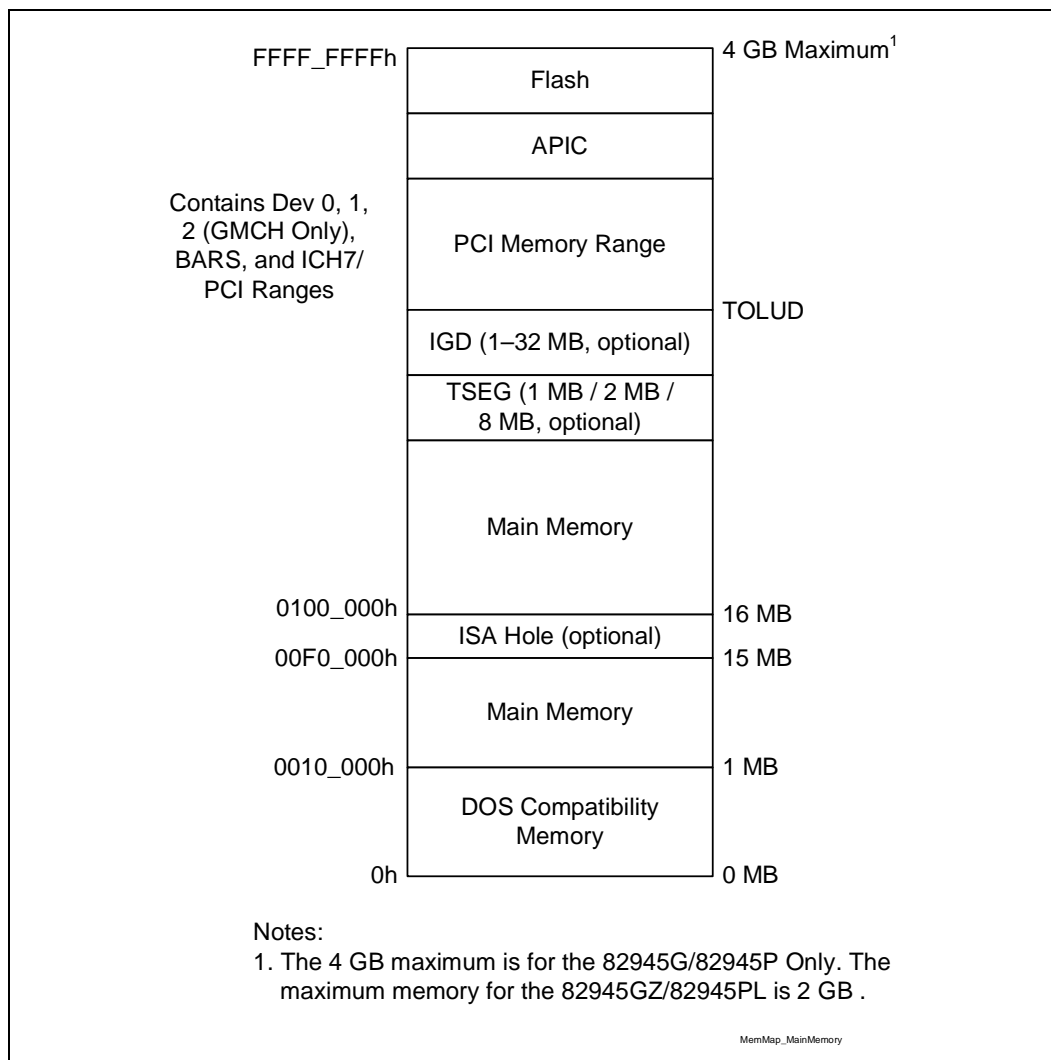 FFFF_FFFFh
4 GB Maximum1
Flash
APIC
Contains Dev 0, 1,
2 (GMCH Only),
BARS, and ICH7/
PCI Ranges
PCI Memory Range
TOLUD
IGD (1–32 MB, optional)
TSEG (1 MB / 2 MB /
8 MB, optional)
Main Memory
0100_000h
16 MB
ISA Hole (optional)
00F0_000h
15 MB
Main Memory
0010_000h
1 MB
DOS Compatibility
Memory
0h
0 MB
Notes:
1. The 4 GB maximum is for the 82945G/82945P Only. The
maximum memory for the 82945GZ/82945PL is 2 GB .
MemMap_MainMemory